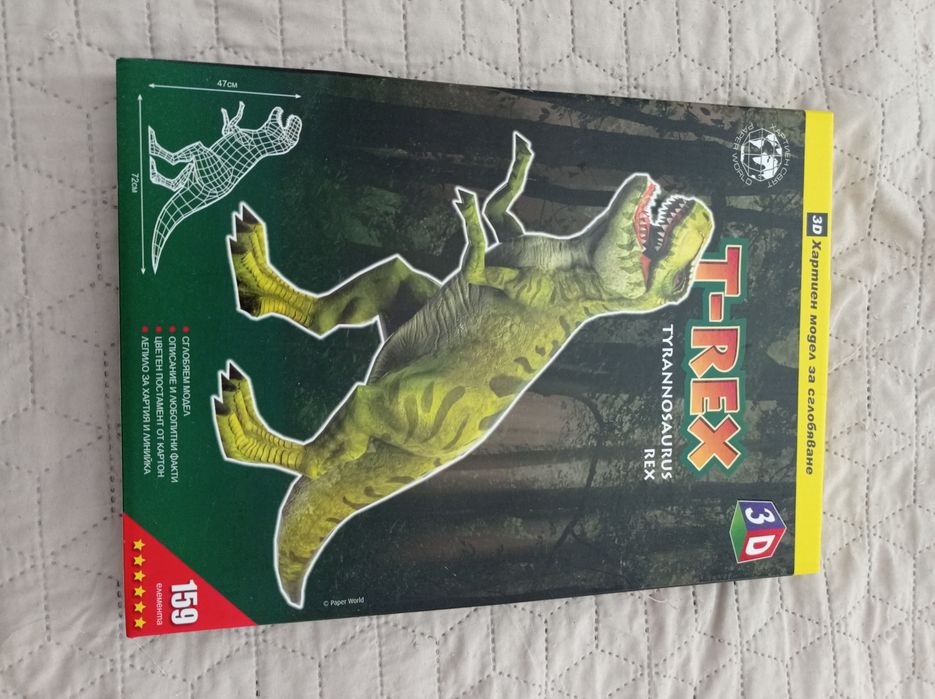 3D Хартиен модел за сглобяване
ХАРТИЕН СВЯТ
PAPER WORLD
T-REX
TYRANNOSAURUS
REX
3D
47см
72см
СГЛОБЯЕМ МОДЕЛ
ОПИСАНИЕ И ЛЮБОПИТНИ ФАКТИ
ЦВЕТЕН ПОСТАМЕНТ ОТ КАРТОН
ЛЕПИЛО ЗА ХАРТИЯ И ЛИНИЙКА
159
елемента
© Paper World